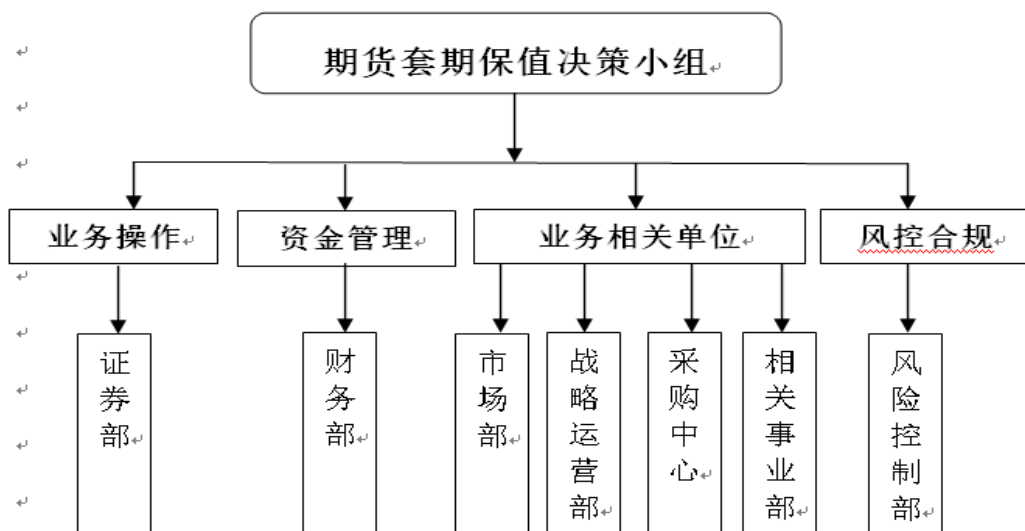 期货套期保值决策小组
业务操作
资金管理
业务相关单位
风控合规
证券部
财务部
市场部
战略运营部
采购中心
相关事业部
风险控制部